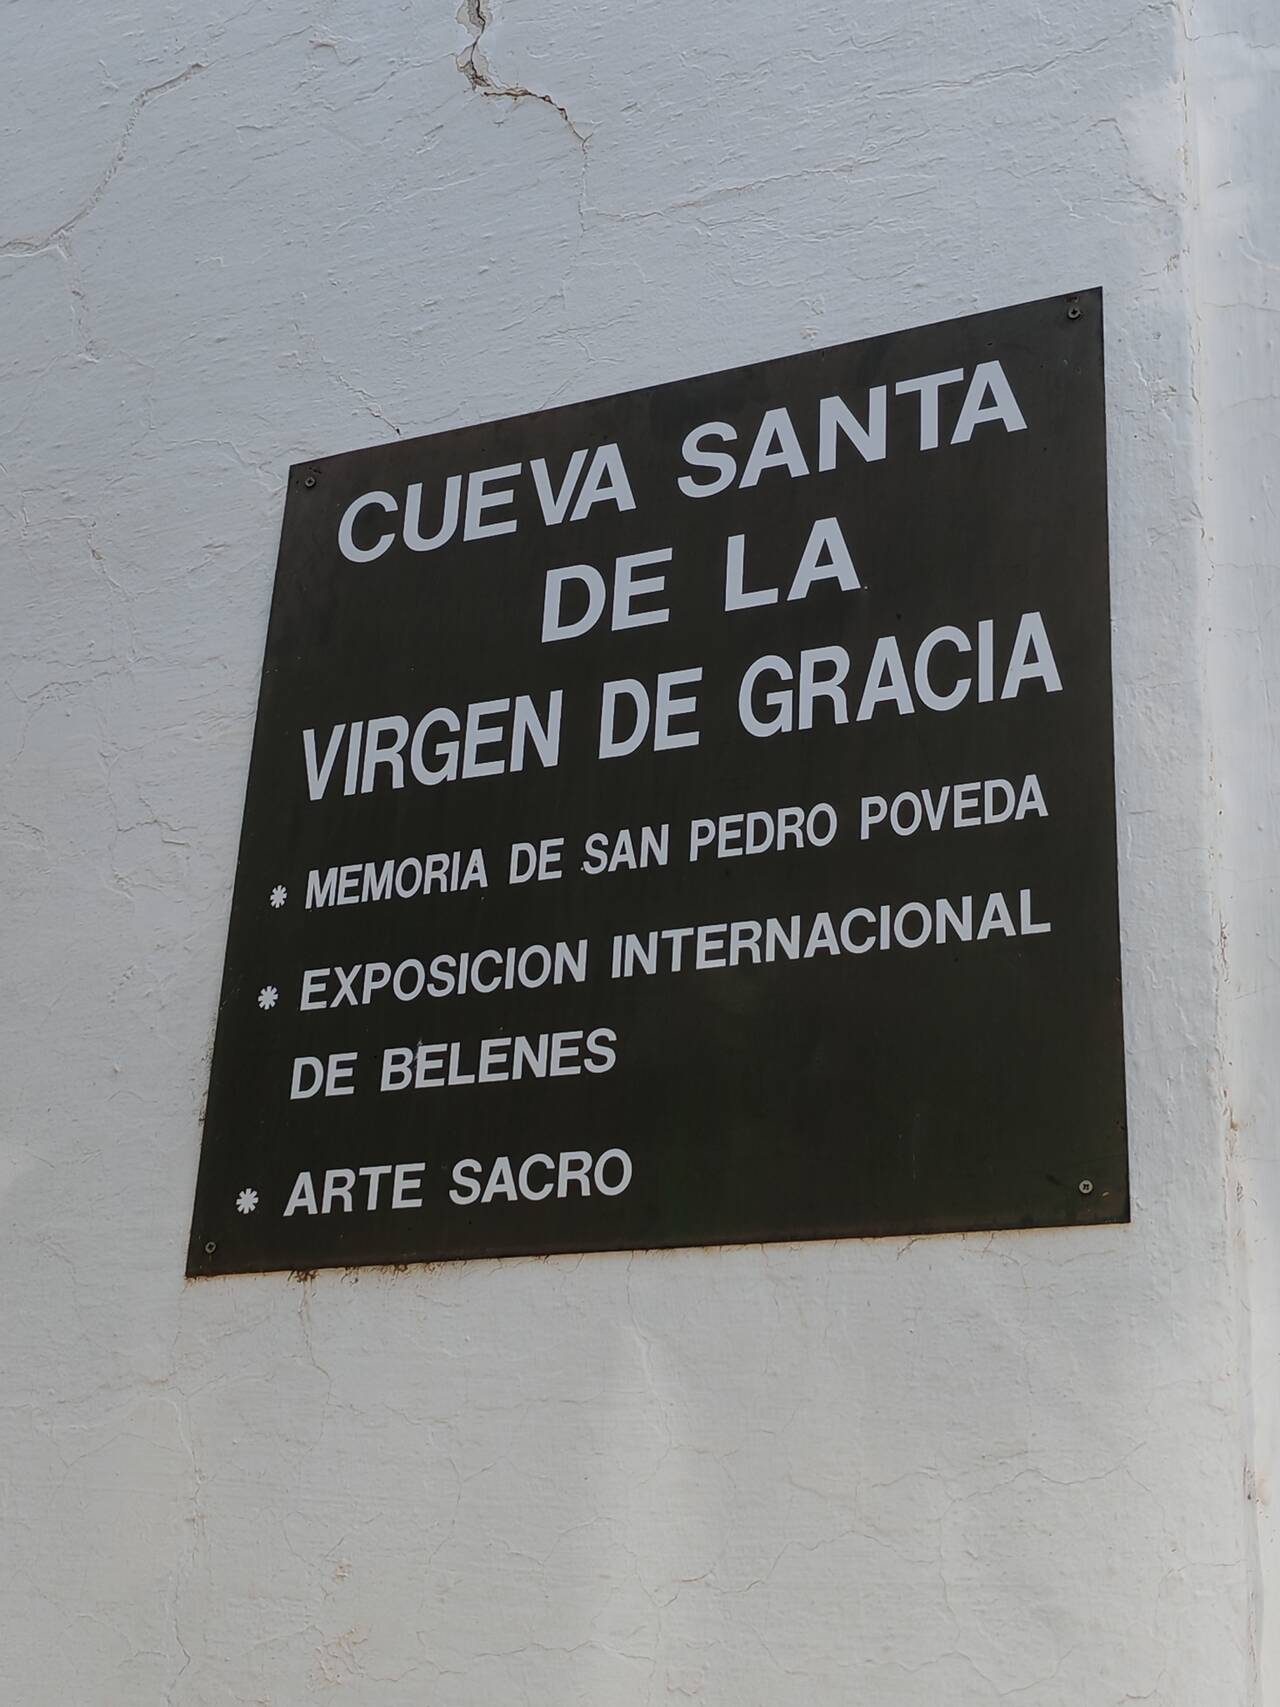 CUEVA SANTA
DE LA
VIRGEN DE GRACIA
* MEMORIA DE SAN PEDRO POVEDA
* EXPOSICION INTERNACIONAL
DE BELENES
* ARTE SACRO